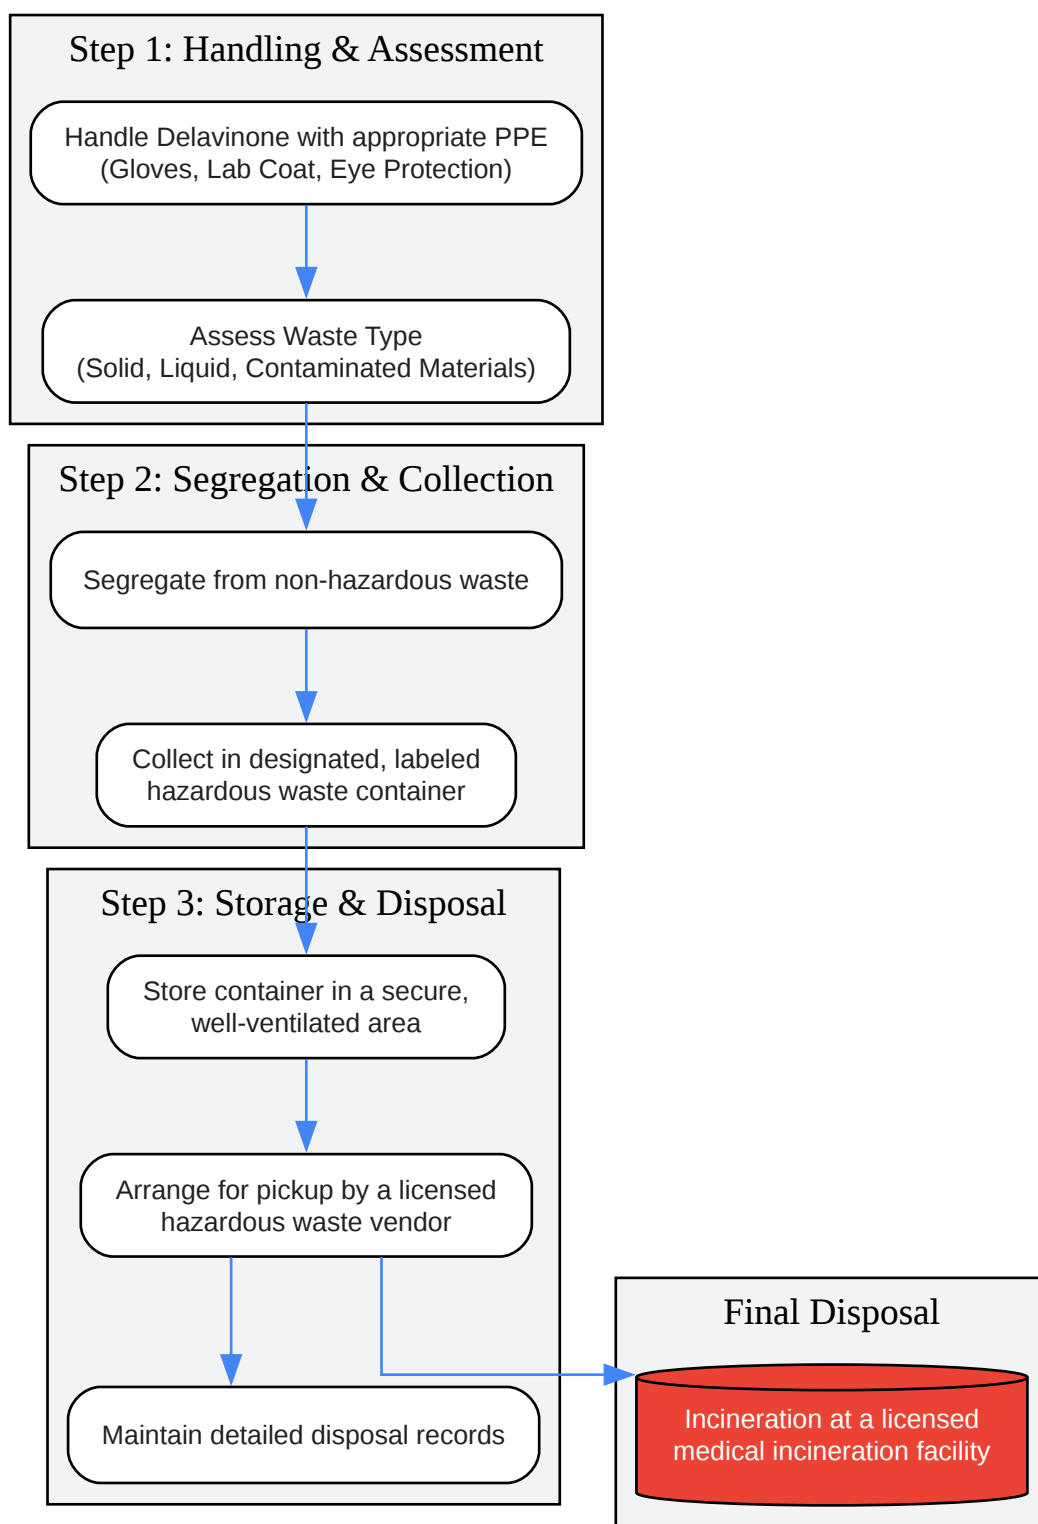 Step 1: Handling & Assessment
Handle Delavinone with appropriate PPE
(Gloves, Lab Coat, Eye Protection)
Assess Waste Type
(Solid, Liquid, Contaminated Materials)
Step 2: Segregation & Collection
Segregate from non-hazardous waste
Collect in designated, labeled
hazardous waste container
Step 3: Storage & Disposal
Store container in a secure,
well-ventilated area
Arrange for pickup by a licensed
hazardous waste vendor
Maintain detailed disposal records
Final Disposal
Incineration at a licensed
medical incineration facility